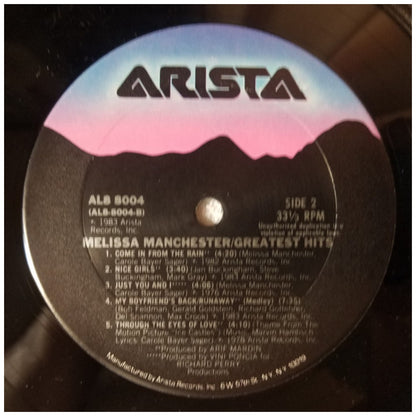 ARISTA
AL8 8004
(AL8-8004-B)
℗ 1983 Arista
Records, Inc.
SIDE 2
33⅓ RPM
Unauthorized duplication is a
violation of applicable laws.
MELISSA MANCHESTER/GREATEST HITS
1. COME IN FROM THE RAIN** (4:20) (Melissa Manchester,
Carole Bayer Sager) ℗ 1982 Arista Records, Inc.
2. NICE GIRLS* (3:40) (Jan Buckingham, Steve
Buckingham, Mark Gray) ℗ 1983 Arista Records, Inc.
3. JUST YOU AND I (4:06) (Melissa Manchester,
Carole Bayer Sager) ℗ 1976 Arista Records, Inc.
4. MY BOYFRIEND'S BACK/RUNAWAY* (Medley) (7:35)
(Bob Feldman, Gerald Goldstein, Richard Gottehrer,
Del Shannon, Max Crook) ℗ 1983 Arista Records, Inc.
5. THROUGH THE EYES OF LOVE (4:10) (Theme From The
Motion Picture "Ice Castles") (Music: Marvin Hamlisch,
Lyrics: Carole Bayer Sager) ℗ 1978 Arista Records, Inc.
*Produced by ARIF MARDIN
Produced by VINI PONCIA for
RICHARD PERRY
Productions
Manufactured by Arista Records, Inc. 6 W 57th St. N.Y. N.Y.